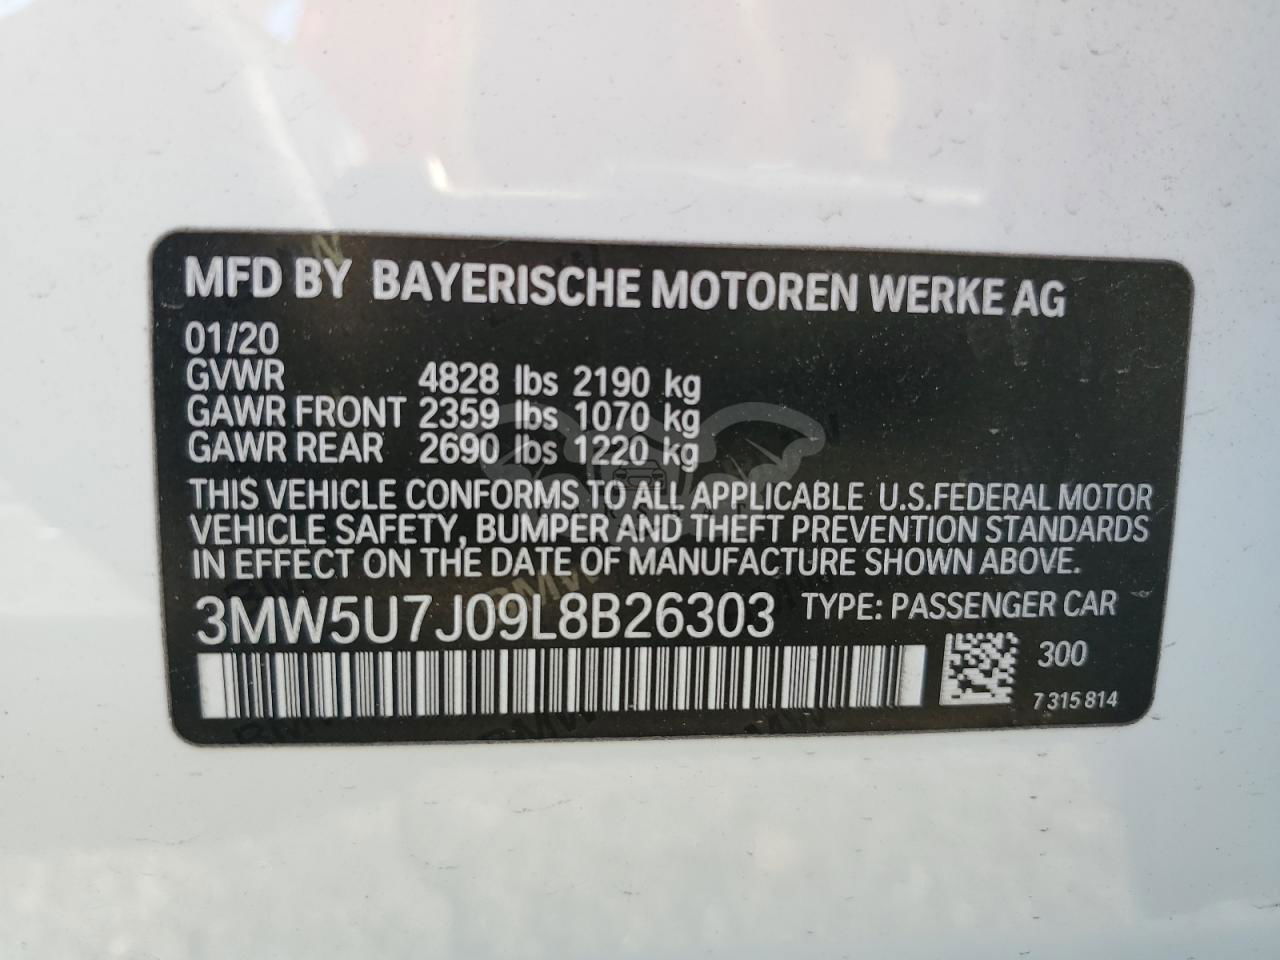 MFD BY BAYERISCHE MOTOREN WERKE AG
01/20
GVWR 4828 lbs 2190 kg
GAWR FRONT 2359 lbs 1070 kg
GAWR REAR 2690 lbs 1220 kg
THIS VEHICLE CONFORMS TO ALL APPLICABLE U.S.FEDERAL MOTOR
VEHICLE SAFETY, BUMPER AND THEFT PREVENTION STANDARDS
IN EFFECT ON THE DATE OF MANUFACTURE SHOWN ABOVE.
3MW5U7J09L8B26303 TYPE: PASSENGER CAR
300
7 315 814